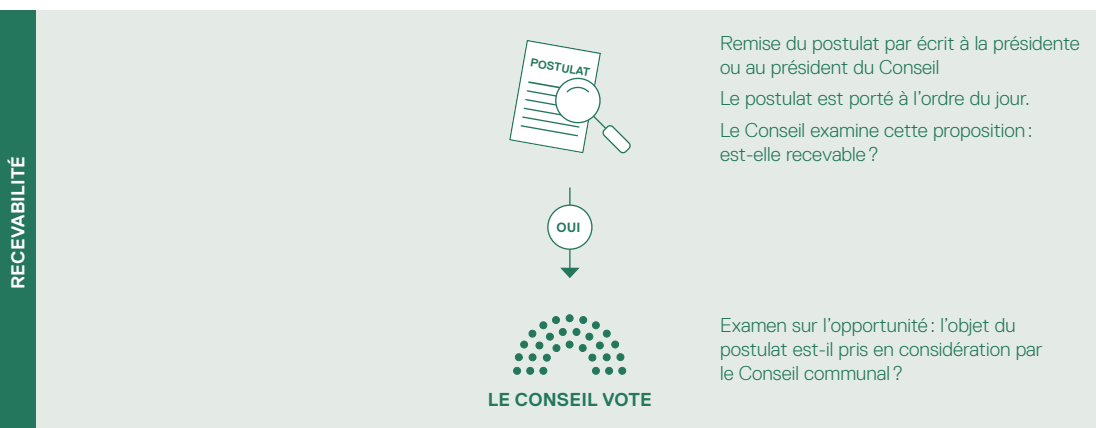 RECEVABILITÉ
POSTULAT
Remise du postulat par écrit à la présidente
ou au président du Conseil
Le postulat est porté à l'ordre du jour.
Le Conseil examine cette proposition :
est-elle recevable ?
OUI
LE CONSEIL VOTE
Examen sur l'opportunité : l'objet du
postulat est-il pris en considération par
le Conseil communal ?